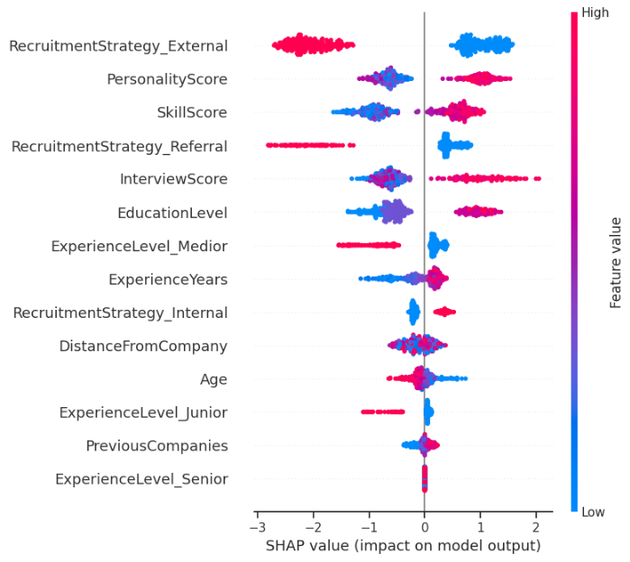 High
RecruitmentStrategy_External
PersonalityScore
SkillScore
RecruitmentStrategy_Referral
InterviewScore
EducationLevel
ExperienceLevel_Medior
ExperienceYears
RecruitmentStrategy_Internal
DistanceFromCompany
Age
ExperienceLevel_Junior
PreviousCompanies
ExperienceLevel_Senior
Feature value
Low
−3 −2 −1 0 1 2
SHAP value (impact on model output)